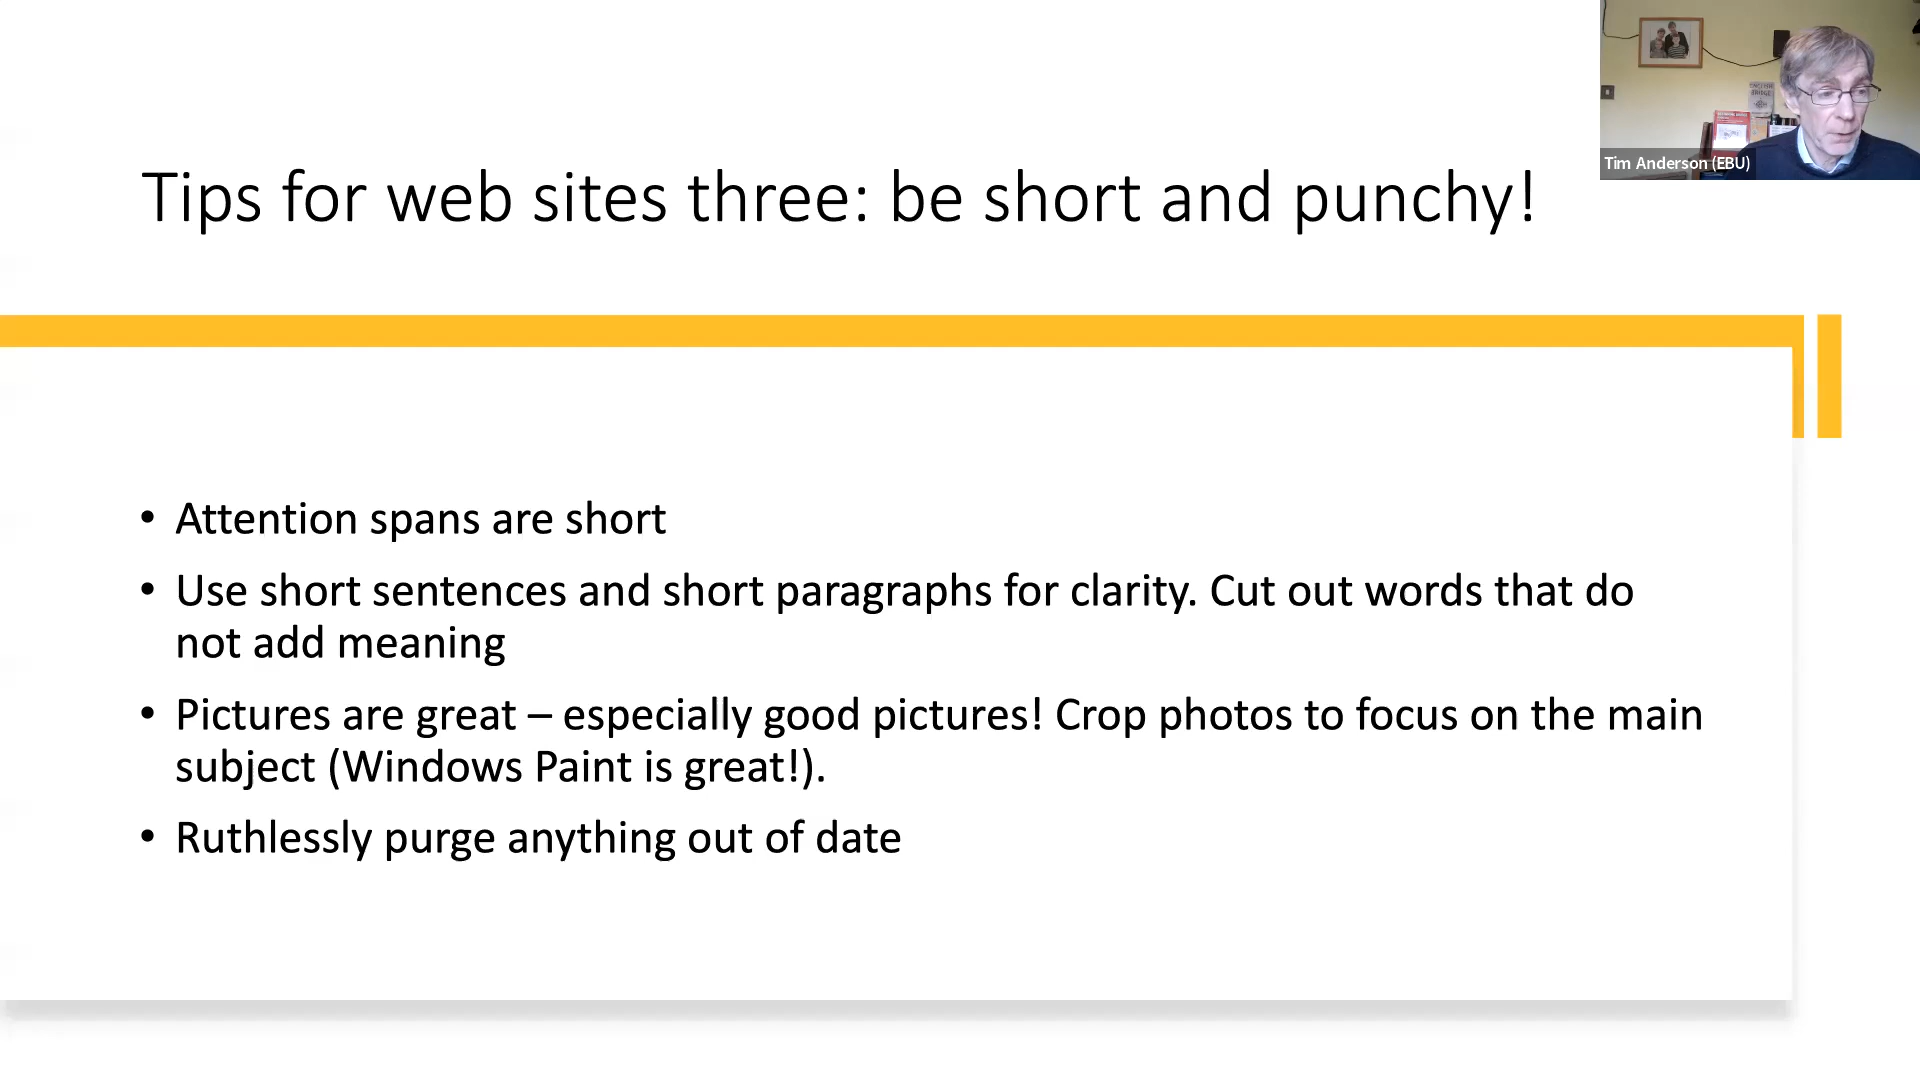 Tips for web sites three: be short and punchy!
Tim Anderson (EBU)
• Attention spans are short
• Use short sentences and short paragraphs for clarity. Cut out words that do
not add meaning
• Pictures are great – especially good pictures! Crop photos to focus on the main
subject (Windows Paint is great!).
• Ruthlessly purge anything out of date